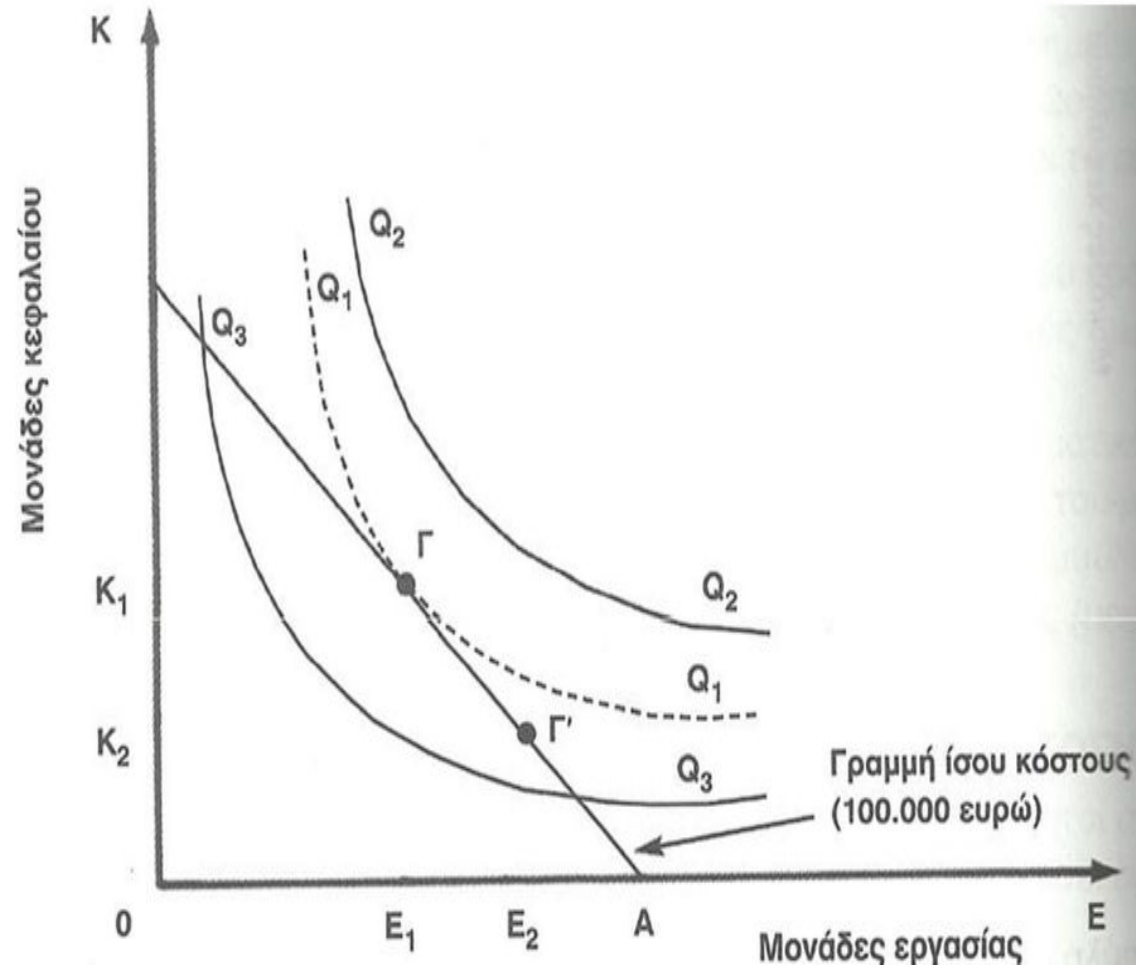 K
Μονάδες κεφαλαίου
Q₂
Q₁
Q₃
Γ
K₁
Q₂
Q₁
Γ′
K₂
Q₃
Γραμμή ίσου κόστους
(100.000 ευρώ)
0
E₁
E₂
A
E
Μονάδες εργασίας